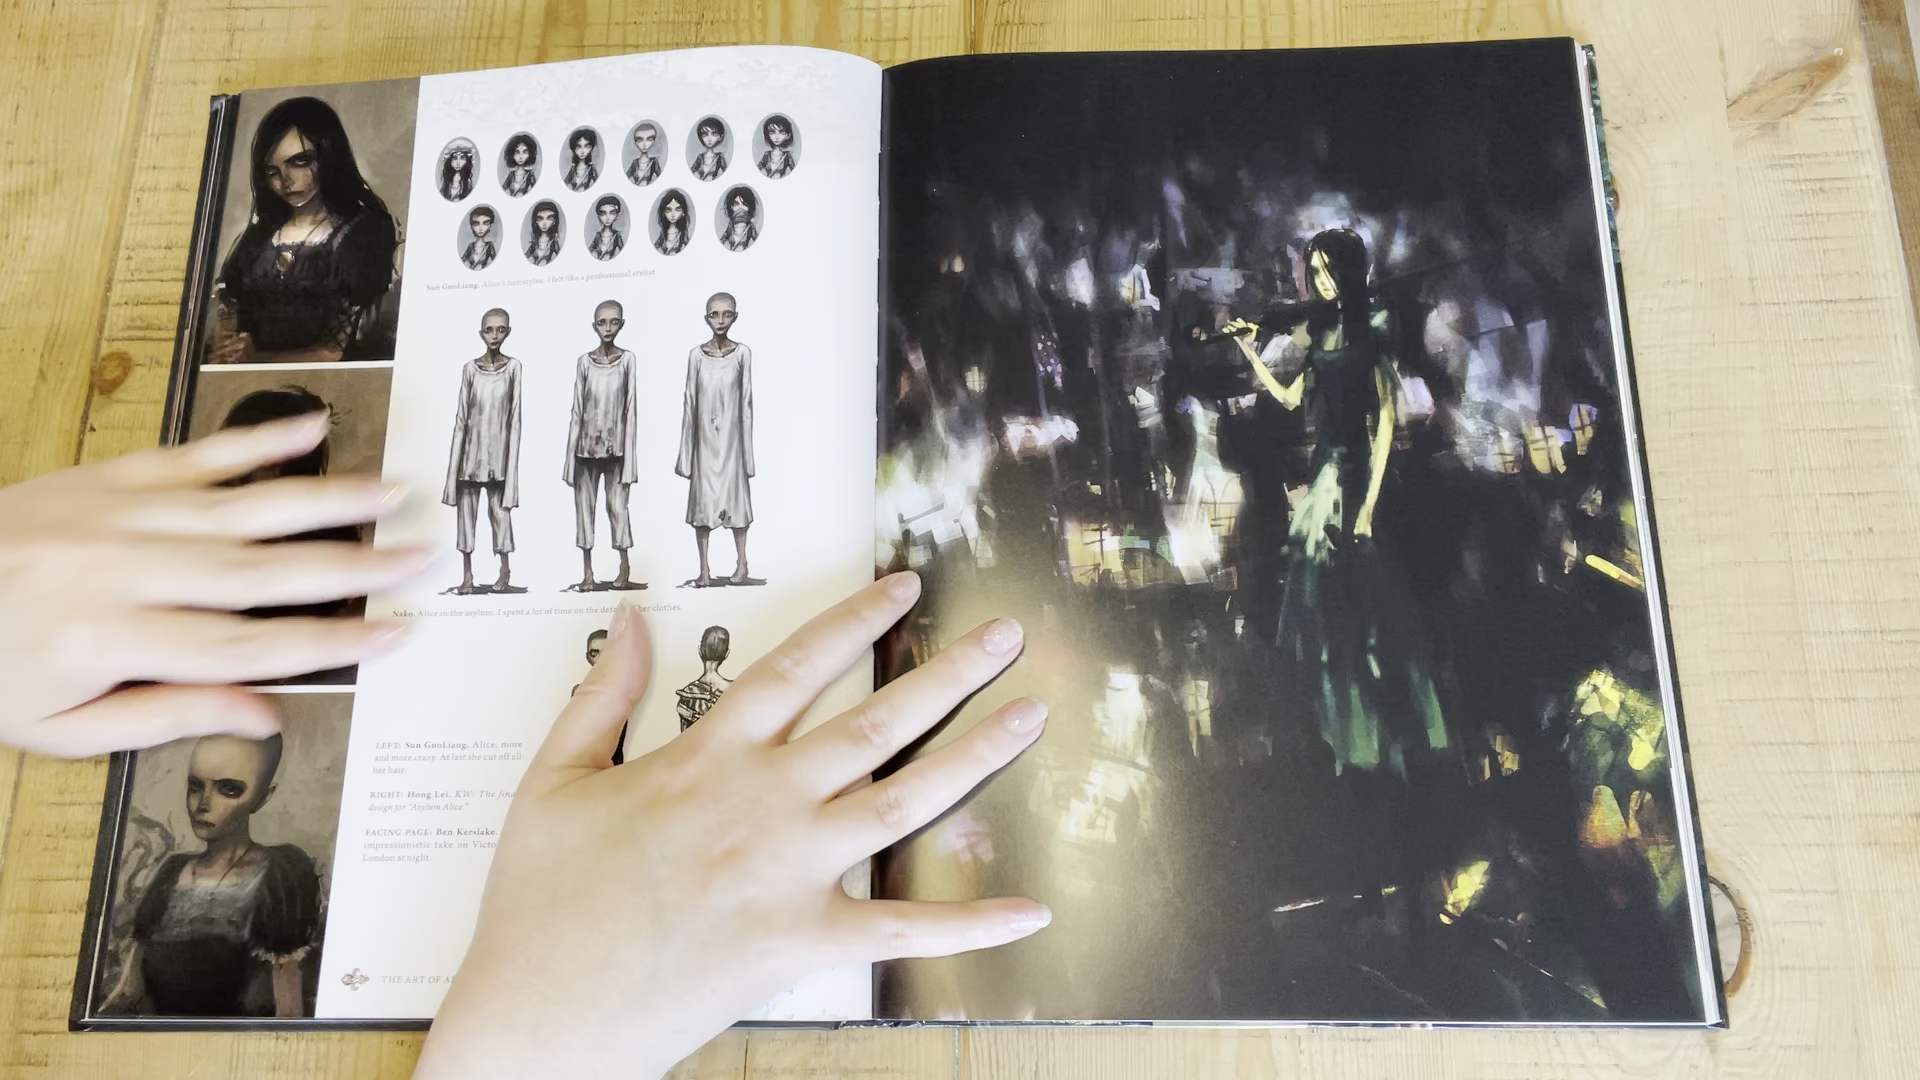 Sun GuoLiang. Alice's hairstyles. I felt like a professional stylist
Nako. Alice in the asylum. I spent a lot of time on the her clothes.
LEFT: Sun GuoLiang. Alice, more
and more crazy. At last she cut off all
her hair.
RIGHT: Hong Lei. KW: The
design for "Asylum Alice."
FACING PAGE: Ben Kerslake.
impressionistic take on
London at night.
THE ART OF